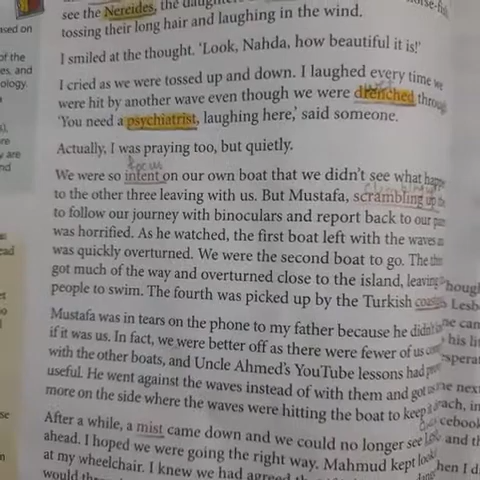 see the Nereides, the daughters
tossing their long hair and laughing in the wind.
I smiled at the thought. 'Look, Nahda, how beautiful it is!'
I cried as we were tossed up and down. I laughed every time we
wet
were hit by another wave even though we were drenched through
'You need a psychiatrist, laughing here,' said someone.
Actually, I was praying too, but quietly.
focus
We were so intent on our own boat that we didn't see what
climbing
to the other three leaving with us. But Mustafa, scrambling up
to follow our journey with binoculars and report back to our
was horrified. As he watched, the first boat left with the waves
was quickly overturned. We were the second boat to go. The
got much of the way and overturned close to the island, leaving
people to swim. The fourth was picked up by the Turkish
Mustafa was in tears on the phone to my father because he
if it was us. In fact, we were better off as there were fewer of us
with the other boats, and Uncle Ahmed's YouTube lessons had
useful. He went against the waves instead of with them and got us
more on the side where the waves were hitting the boat to keep
After a while, a mist came down and we could no longer see
ahead. I hoped we were going the right way. Mahmud kept
at my wheelchair. I knew we had agreed
would